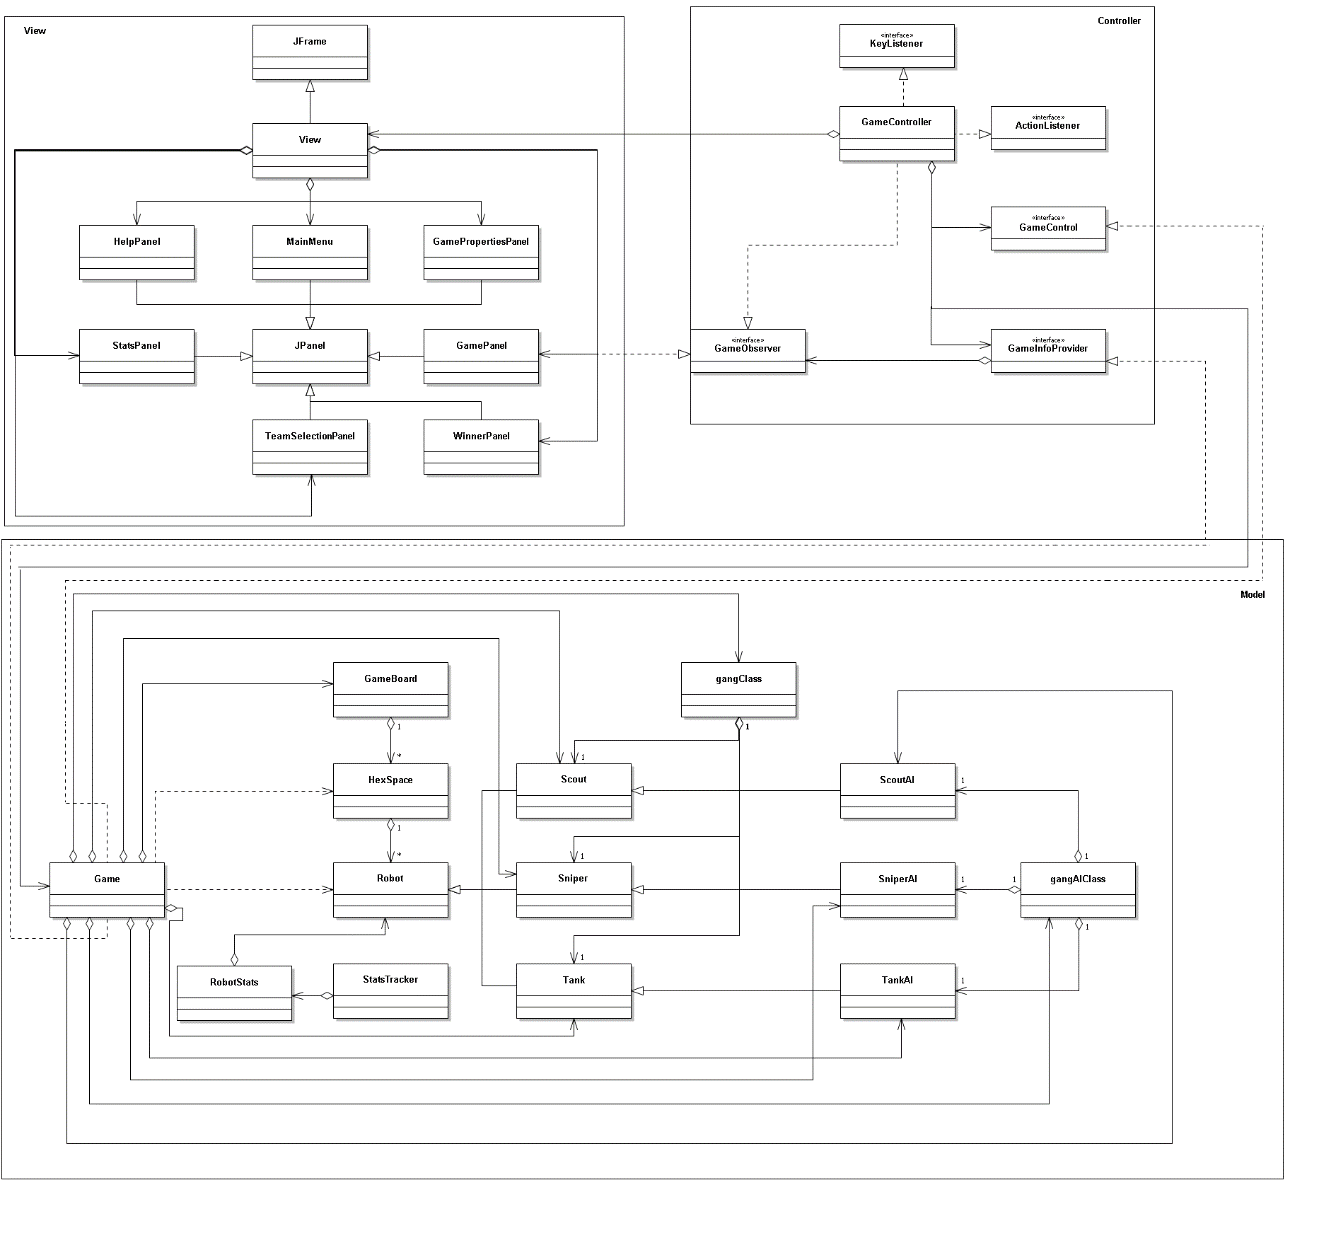 View
JFrame
View
HelpPanel
MainMenu
GamePropertiesPanel
StatsPanel
JPanel
GamePanel
TeamSelectionPanel
WinnerPanel
Controller
«interface»
KeyListener
GameController
«interface»
ActionListener
«interface»
GameControl
«interface»
GameObserver
«interface»
GameInfoProvider
Model
GameBoard
gangClass
1
1
*
1
HexSpace
Scout
ScoutAI
1
1
*
1
1
Game
Robot
Sniper
SniperAI
1
1
gangAIClass
1
1
RobotStats
StatsTracker
Tank
TankAI
1